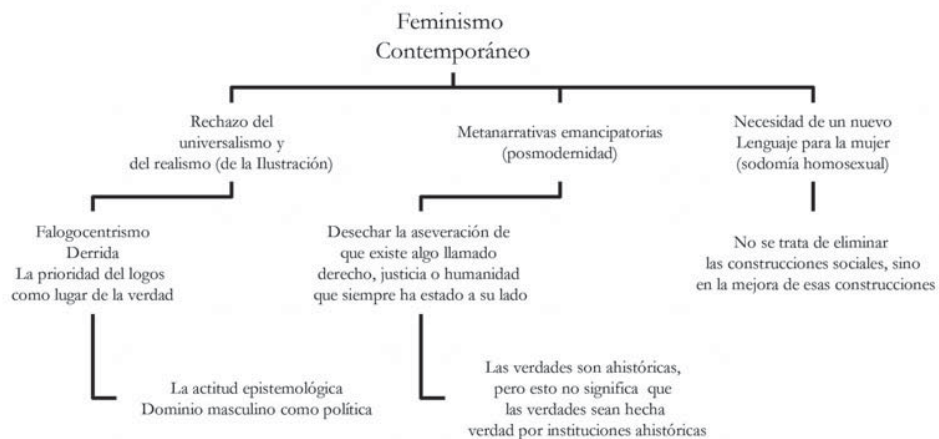 Feminismo
Contemporáneo
Rechazo del
universalismo y
del realismo (de la Ilustración)
Metanarrativas emancipatorias
(posmodernidad)
Necesidad de un nuevo
Lenguaje para la mujer
(sodomía homosexual)
Falogocentrismo
Derrida
La prioridad del logos
como lugar de la verdad
Desechar la aseveración de
que existe algo llamado
derecho, justicia o humanidad
que siempre ha estado a su lado
No se trata de eliminar
las construcciones sociales, sino
en la mejora de esas construcciones
La actitud epistemológica
Dominio masculino como política
Las verdades son ahistóricas,
pero esto no significa que
las verdades sean hecha
verdad por instituciones ahistóricas